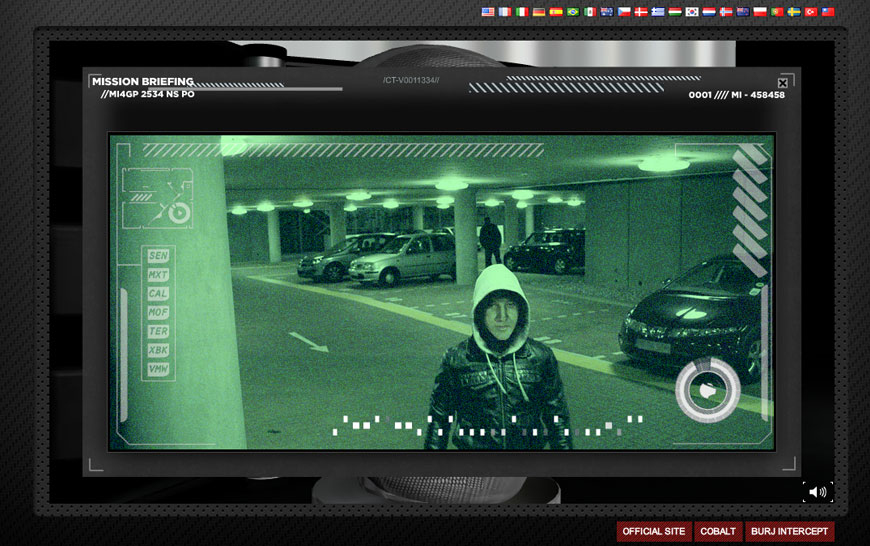 MISSION BRIEFING
//MI4GP 2534 NS PO
/CT-V0011334//
0001 //// MI - 458458
SEN
MXT
CAL
MOF
TER
XBK
VMW
OFFICIAL SITE
COBALT
BURJ INTERCEPT